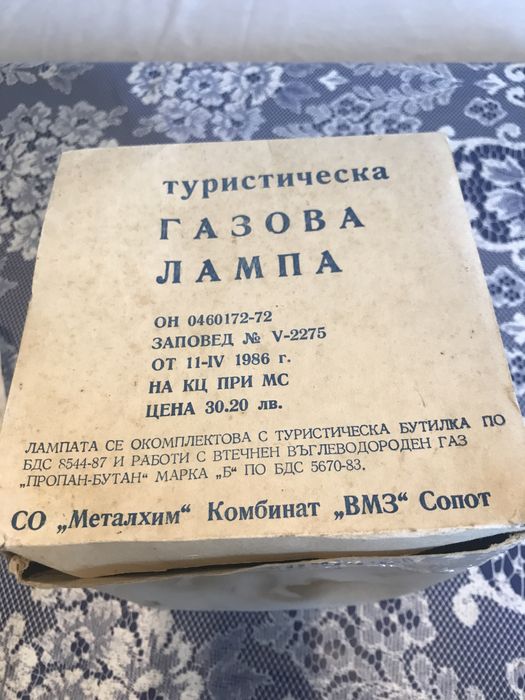 туристическа
ГАЗОВА
ЛАМПА
ОН 0460172-72
ЗАПОВЕД № V-2275
ОТ 11-IV 1986 г.
НА КЦ ПРИ МС
ЦЕНА 30.20 лв.
ЛАМПАТА СЕ ОКОМПЛЕКТОВА С ТУРИСТИЧЕСКА БУТИЛКА ПО
БДС 8544-87 И РАБОТИ С ВТЕЧНЕН ВЪГЛЕВОДОРОДЕН ГАЗ
„ПРОПАН-БУТАН“ МАРКА „Б“ ПО БДС 5670-83.
СО „Металхим“ Комбинат „ВМЗ“ Сопот